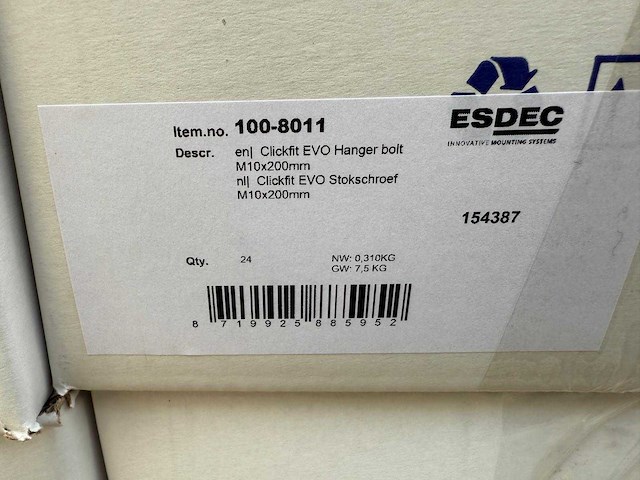 Item.no. 100-8011
ESDEC
INNOVATIVE MOUNTING SYSTEMS
Descr. en| Clickfit EVO Hanger bolt
M10x200mm
nl| Clickfit EVO Stokschroef
M10x200mm
154387
Qty. 24 NW: 0,310KG
GW: 7,5 KG
8 719925 885952